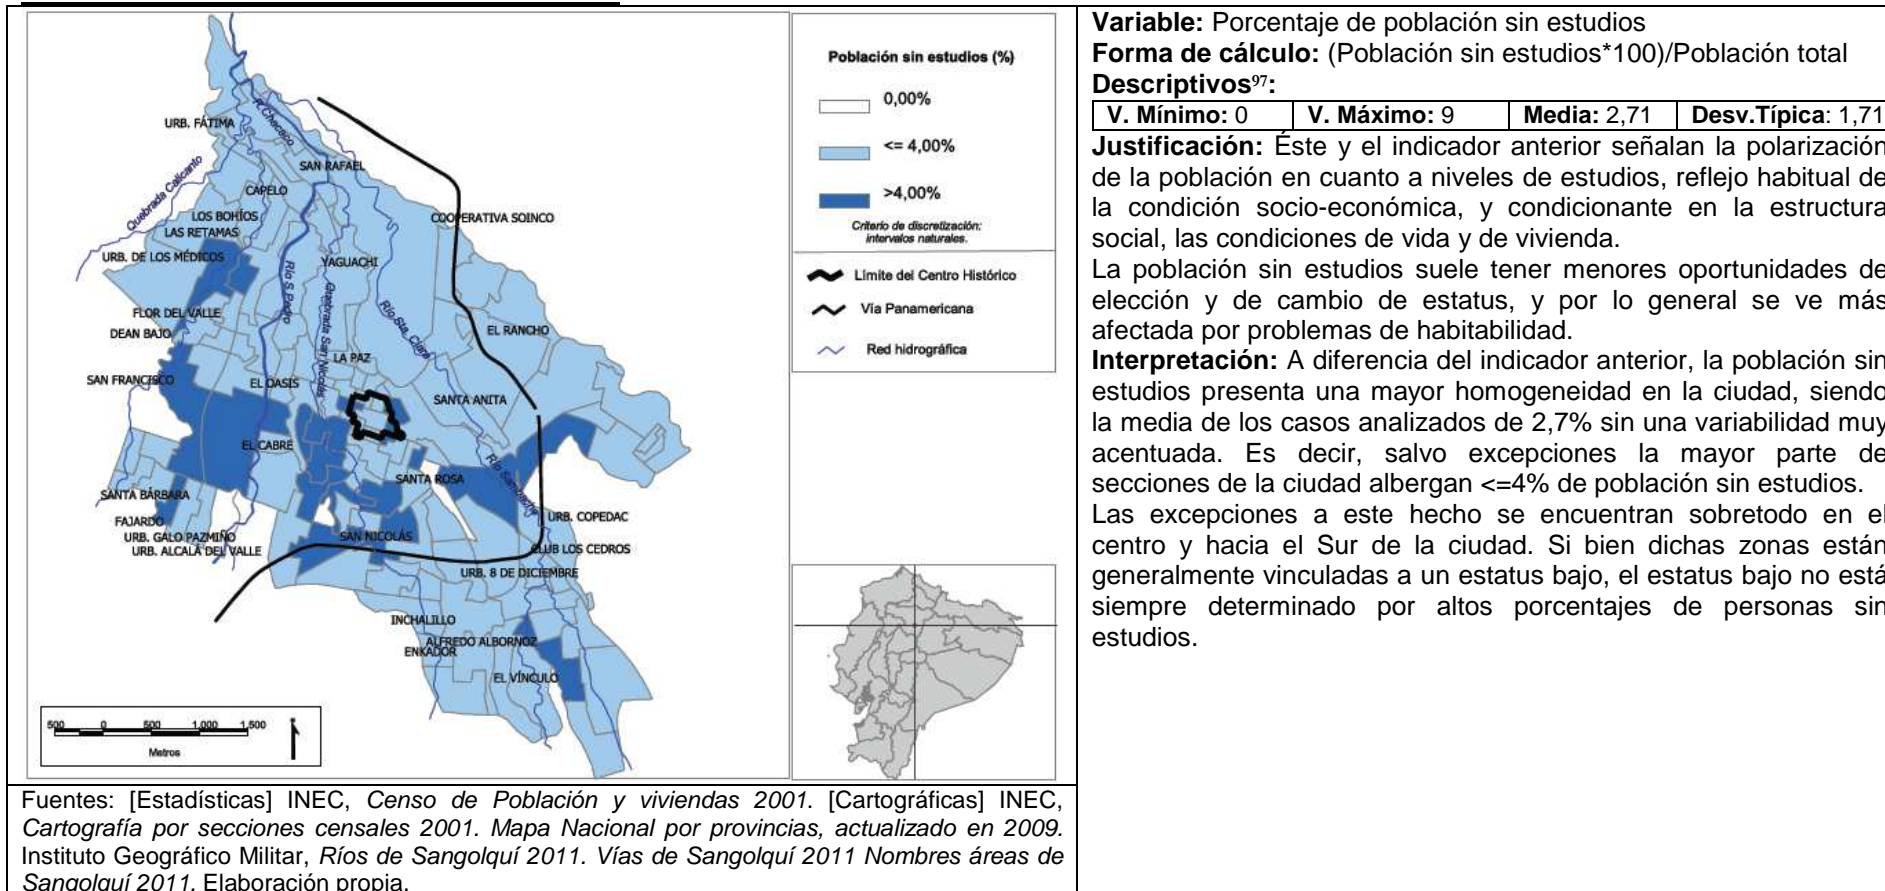 URB. FÁTIMA
R.Chacaico
SAN RAFAEL
Quebrada Calicanto
CAPELO
COOPERATIVA SOINCO
LOS BOHÍOS
LAS RETAMAS
URB. DE LOS MÉDICOS
YAGUACHI
Río S.Pedro
Quebrada San Nicolás
Río Sta. Clara
FLOR DEL VALLE
DEAN BAJO
EL RANCHO
LA PAZ
SAN FRANCISCO
EL OASIS
SANTA ANITA
EL CABRE
SANTA ROSA
Río Sambache
SANTA BÁRBARA
FAJARDO
URB. GALO PAZMIÑO
URB. ALCALÁ DEL VALLE
SAN NICOLÁS
URB. COPEDAC
CLUB LOS CEDROS
URB. 8 DE DICIEMBRE
INCHALILLO
ALFREDO ALBORNOZ
ENKADOR
EL VÍNCULO
500 0 500 1,000 1,500
Metros
Población sin estudios (%)
0,00%
<= 4,00%
>4,00%
Criterio de discretización:
intervalos naturales.
Límite del Centro Histórico
Vía Panamericana
Red hidrográfica
Fuentes: [Estadísticas] INEC, Censo de Población y viviendas 2001. [Cartográficas] INEC,
Cartografía por secciones censales 2001. Mapa Nacional por provincias, actualizado en 2009.
Instituto Geográfico Militar, Ríos de Sangolquí 2011. Vías de Sangolquí 2011 Nombres áreas de
Sangolquí 2011. Elaboración propia.
Variable: Porcentaje de población sin estudios
Forma de cálculo: (Población sin estudios*100)/Población total
Descriptivos97:
V. Mínimo: 0 V. Máximo: 9 Media: 2,71 Desv.Típica: 1,71
Justificación: Éste y el indicador anterior señalan la polarización
de la población en cuanto a niveles de estudios, reflejo habitual de
la condición socio-económica, y condicionante en la estructura
social, las condiciones de vida y de vivienda.
La población sin estudios suele tener menores oportunidades de
elección y de cambio de estatus, y por lo general se ve más
afectada por problemas de habitabilidad.
Interpretación: A diferencia del indicador anterior, la población sin
estudios presenta una mayor homogeneidad en la ciudad, siendo
la media de los casos analizados de 2,7% sin una variabilidad muy
acentuada. Es decir, salvo excepciones la mayor parte de
secciones de la ciudad albergan <=4% de población sin estudios.
Las excepciones a este hecho se encuentran sobretodo en el
centro y hacia el Sur de la ciudad. Si bien dichas zonas están
generalmente vinculadas a un estatus bajo, el estatus bajo no está
siempre determinado por altos porcentajes de personas sin
estudios.